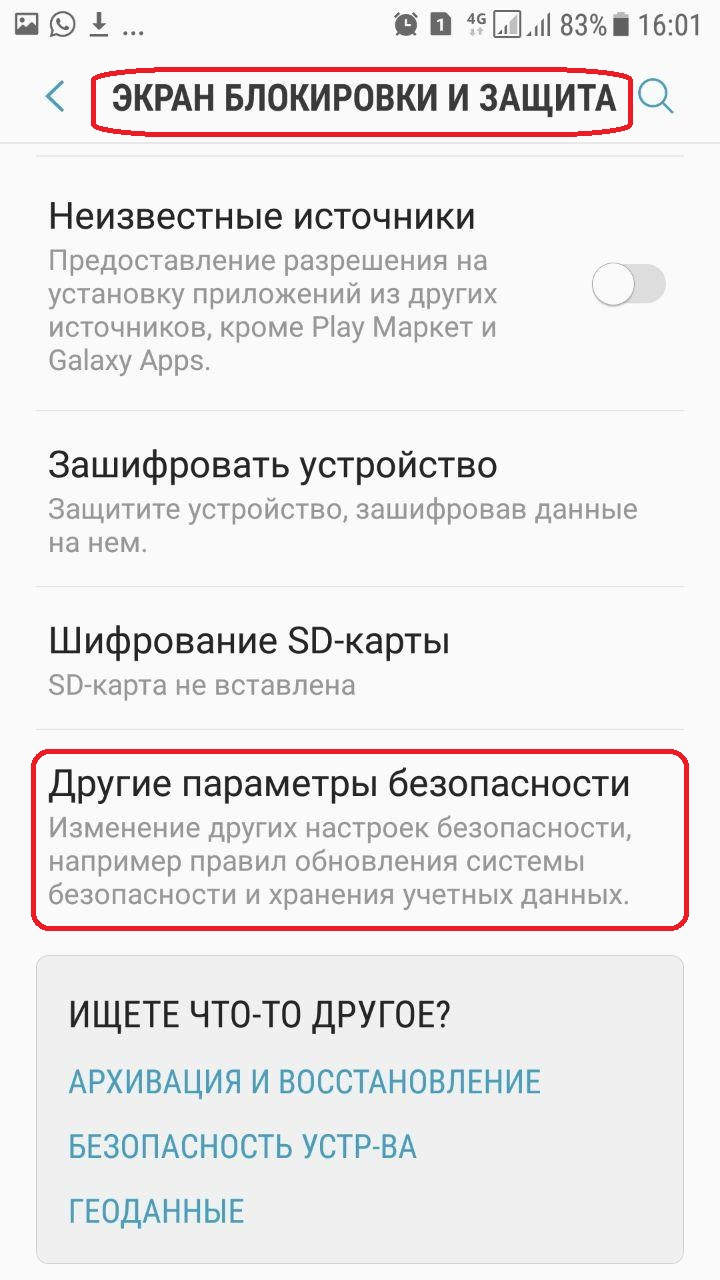 ... 1 4G 83% 16:01
ЭКРАН БЛОКИРОВКИ И ЗАЩИТА
Неизвестные источники
Предоставление разрешения на
установку приложений из других
источников, кроме Play Маркет и
Galaxy Apps.
Зашифровать устройство
Защитите устройство, зашифровав данные
на нем.
Шифрование SD-карты
SD-карта не вставлена
Другие параметры безопасности
Изменение других настроек безопасности,
например правил обновления системы
безопасности и хранения учетных данных.
ИЩЕТЕ ЧТО-ТО ДРУГОЕ?
АРХИВАЦИЯ И ВОССТАНОВЛЕНИЕ
БЕЗОПАСНОСТЬ УСТР-ВА
ГЕОДАННЫЕ